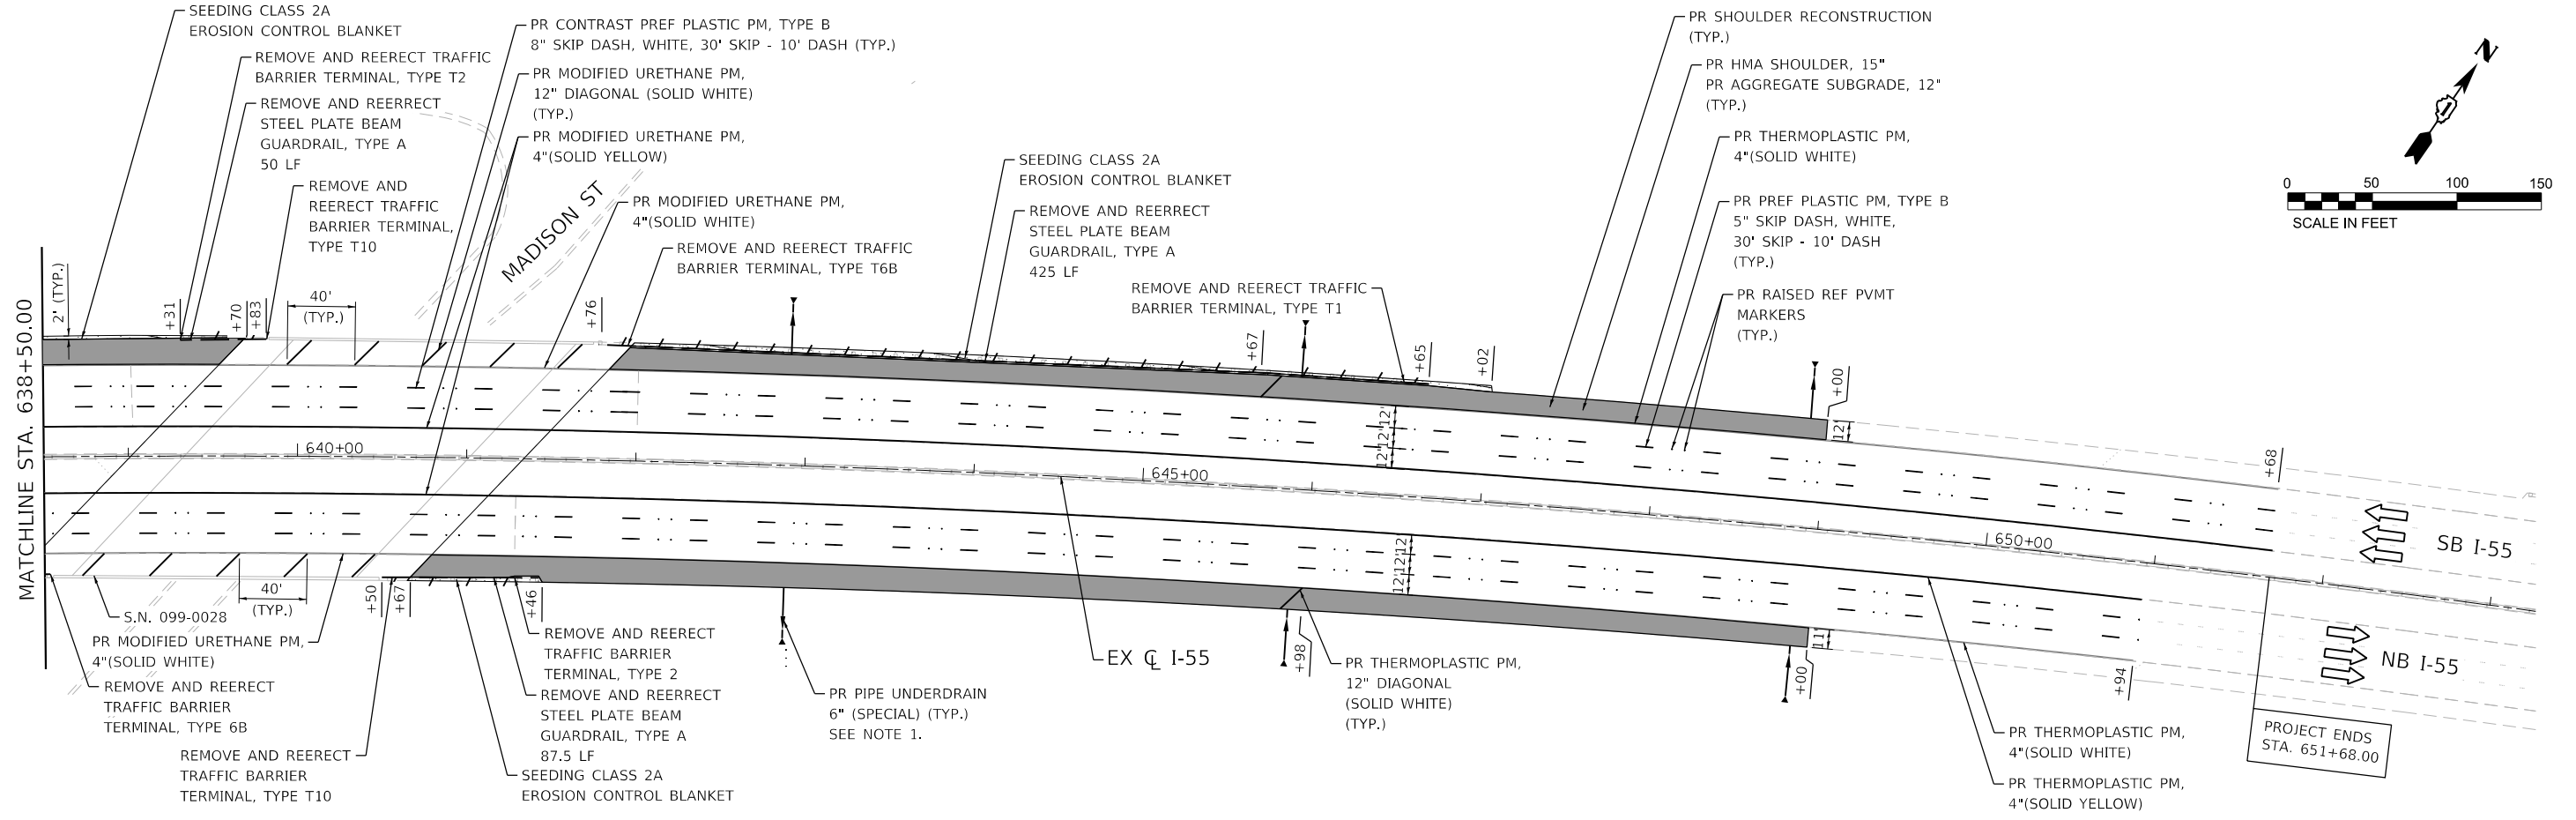 SEEDING CLASS 2A
EROSION CONTROL BLANKET
REMOVE AND REERECT TRAFFIC
BARRIER TERMINAL, TYPE T2
REMOVE AND REERRECT
STEEL PLATE BEAM
GUARDRAIL, TYPE A
50 LF
REMOVE AND
REERECT TRAFFIC
BARRIER TERMINAL,
TYPE T10
PR CONTRAST PREF PLASTIC PM, TYPE B
8" SKIP DASH, WHITE, 30' SKIP - 10' DASH (TYP.)
PR MODIFIED URETHANE PM,
12" DIAGONAL (SOLID WHITE)
(TYP.)
PR MODIFIED URETHANE PM,
4"(SOLID YELLOW)
PR MODIFIED URETHANE PM,
4"(SOLID WHITE)
REMOVE AND REERECT TRAFFIC
BARRIER TERMINAL, TYPE T6B
MADISON ST
SEEDING CLASS 2A
EROSION CONTROL BLANKET
REMOVE AND REERRECT
STEEL PLATE BEAM
GUARDRAIL, TYPE A
425 LF
REMOVE AND REERECT TRAFFIC
BARRIER TERMINAL, TYPE T1
PR SHOULDER RECONSTRUCTION
(TYP.)
PR HMA SHOULDER, 15"
PR AGGREGATE SUBGRADE, 12"
(TYP.)
PR THERMOPLASTIC PM,
4"(SOLID WHITE)
PR PREF PLASTIC PM, TYPE B
5" SKIP DASH, WHITE,
30' SKIP - 10' DASH
(TYP.)
PR RAISED REF PVMT
MARKERS
(TYP.)
N
0 50 100 150
SCALE IN FEET
MATCHLINE STA. 638+50.00
2' (TYP.)
+31
+70
+83
40'
(TYP.)
+76
+67
+65
+02
+00
12'
+68
640+00
645+00
650+00
12'
12'
12'
12'
12'
12'
SB I-55
NB I-55
40'
(TYP.)
+50
+67
+46
+98
+00
11'
+94
S.N. 099-0028
PR MODIFIED URETHANE PM,
4"(SOLID WHITE)
REMOVE AND REERECT
TRAFFIC BARRIER
TERMINAL, TYPE 6B
REMOVE AND REERECT
TRAFFIC BARRIER
TERMINAL, TYPE T10
REMOVE AND REERECT
TRAFFIC BARRIER
TERMINAL, TYPE 2
REMOVE AND REERRECT
STEEL PLATE BEAM
GUARDRAIL, TYPE A
87.5 LF
SEEDING CLASS 2A
EROSION CONTROL BLANKET
PR PIPE UNDERDRAIN
6" (SPECIAL) (TYP.)
SEE NOTE 1.
EX ℄ I-55
PR THERMOPLASTIC PM,
12" DIAGONAL
(SOLID WHITE)
(TYP.)
PR THERMOPLASTIC PM,
4"(SOLID WHITE)
PR THERMOPLASTIC PM,
4"(SOLID YELLOW)
PROJECT ENDS
STA. 651+68.00